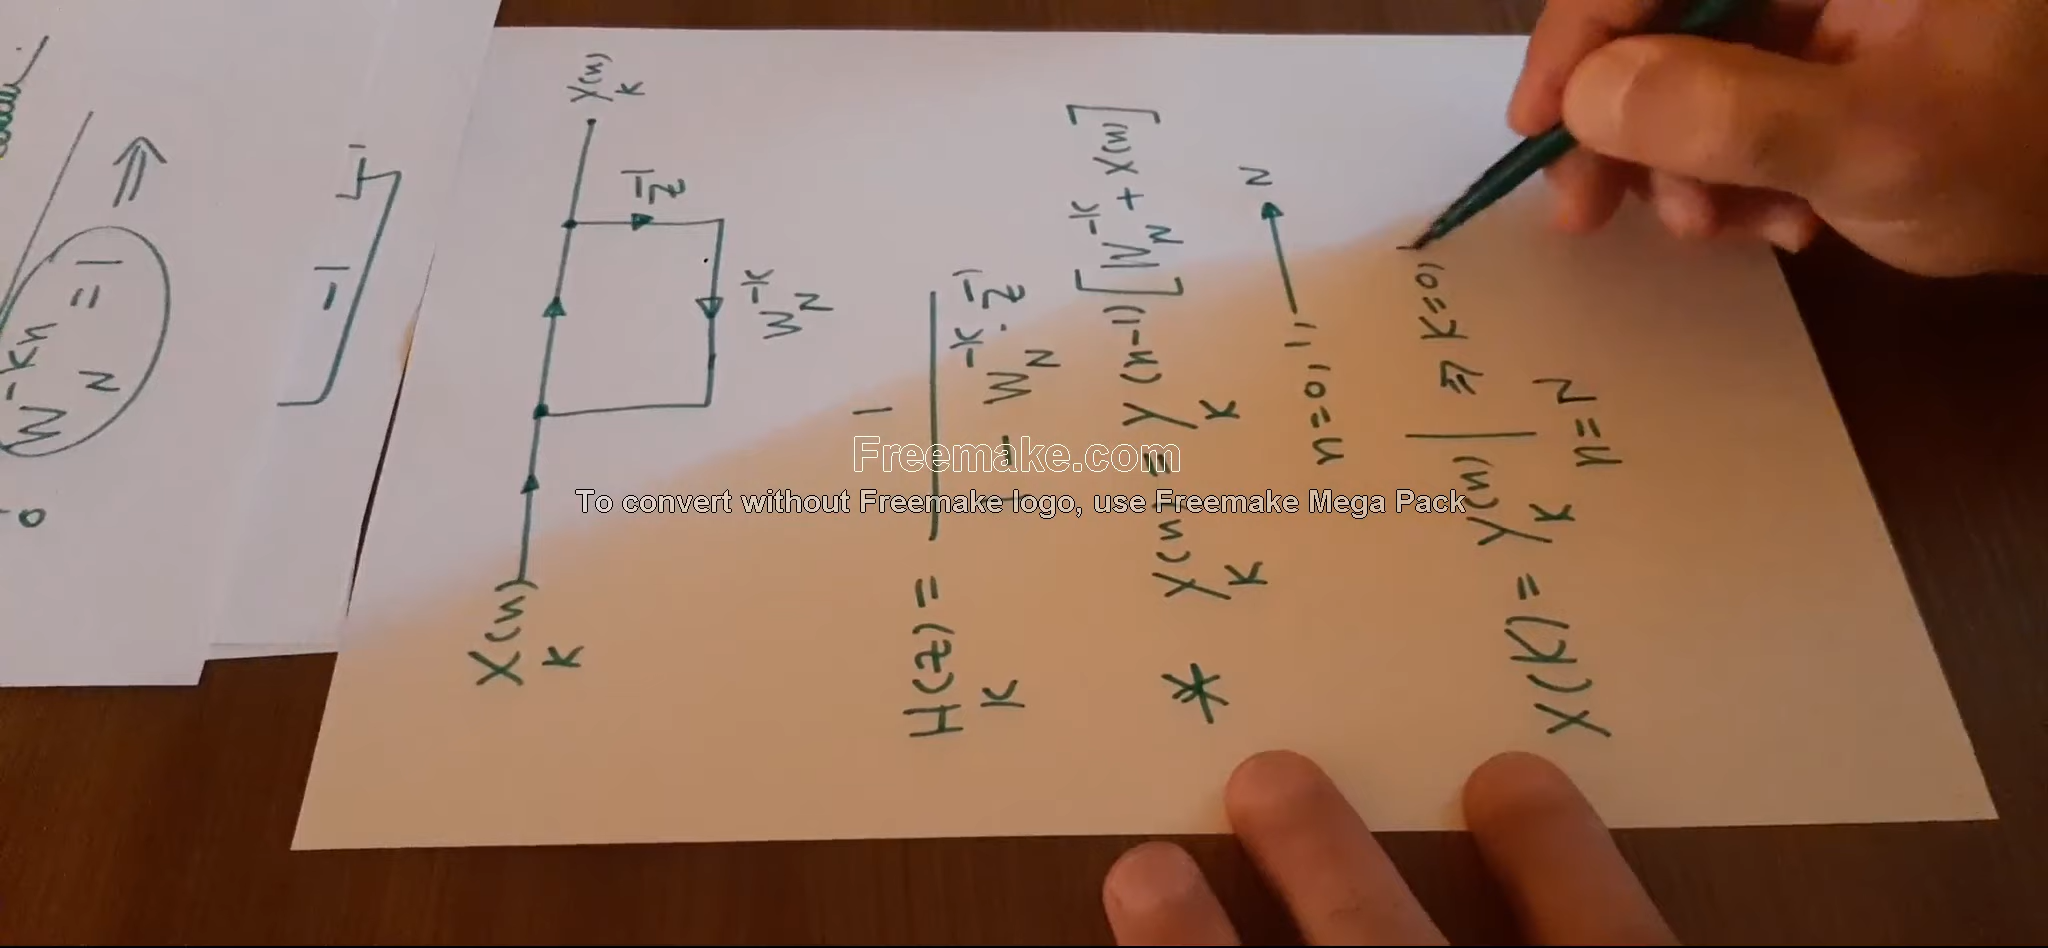 W_N^{-kn} = 1 ⇒
0
-1
X_k(n)
Y_k(n)
z^{-1}
W_N^{-k}
H_k(z) = 1 / (1 - W_N^{-k} . z^{-1})
* Y_k(n) = Y_k(n-1) [W_N^{-k} + X(n)]
n=0,1, → N
X(K) = Y_k(n) | n=N ⇒ K=0,1
Freemake.com
To convert without Freemake logo, use Freemake Mega Pack